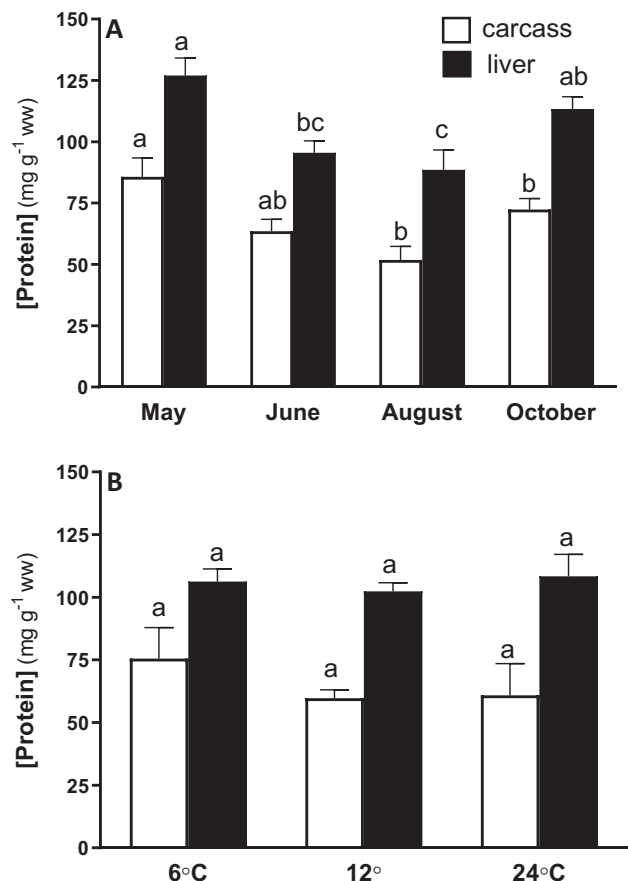 A
carcass
liver
[Protein] (mg g⁻¹ ww)
150
125
100
75
50
25
0
a a ab bc b c b ab
May June August October
B
[Protein] (mg g⁻¹ ww)
150
125
100
75
50
25
0
a a a a a a
6°C 12° 24°C